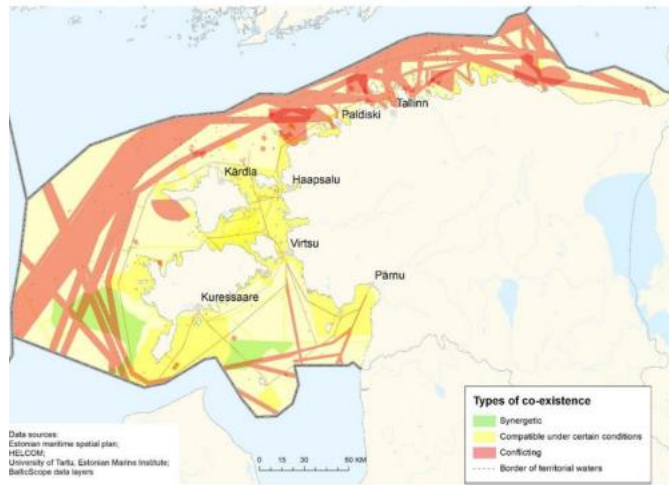 Paldiski
Tallinn
Kärdla
Haapsalu
Virtsu
Pärnu
Kuressaare
Types of co-existence
Synergetic
Compatible under certain conditions
Conflicting
Border of territorial waters
Data sources:
Estonian maritime spatial plan;
HELCOM;
University of Tartu, Estonian Marine Institute;
BalticScope data layers
0 15 30 60 KM